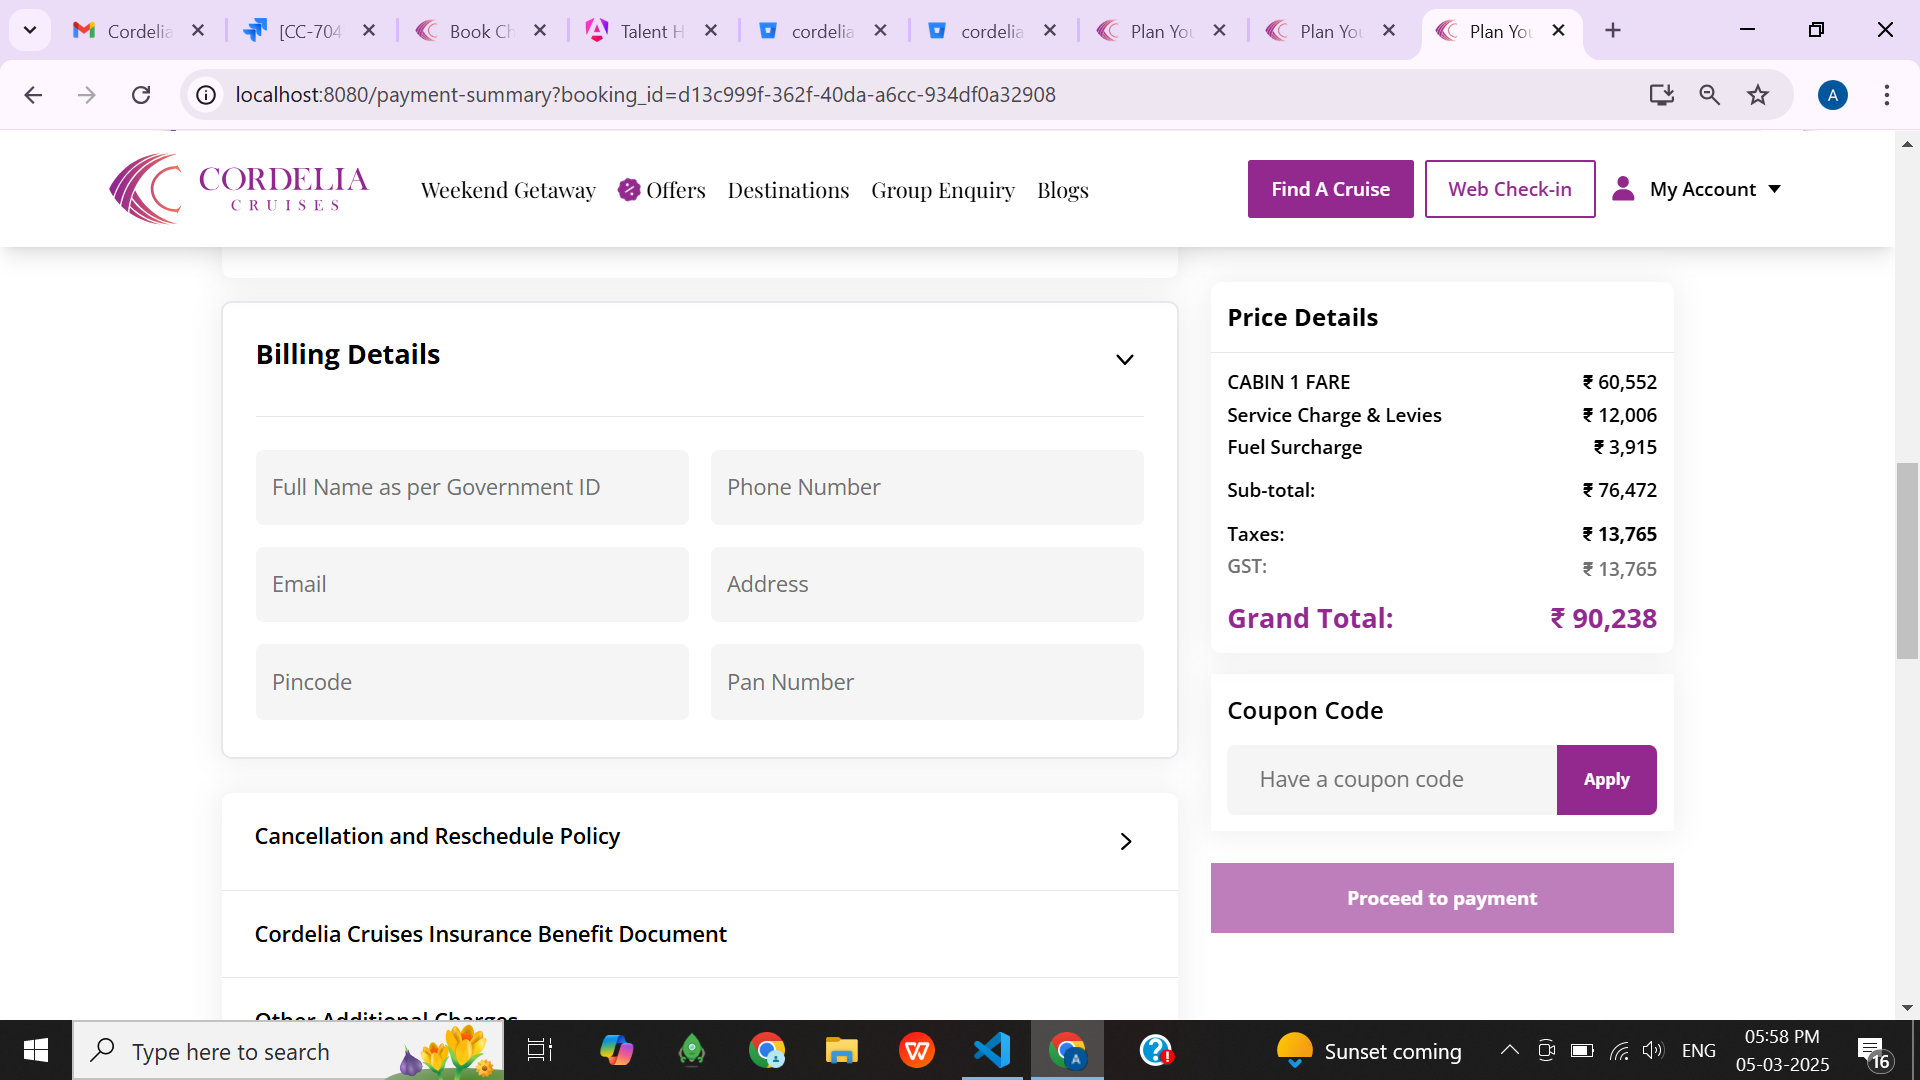 Cordelia
[CC-704
Book Ch
Talent H
cordelia
cordelia
Plan You
Plan You
Plan You
localhost:8080/payment-summary?booking_id=d13c999f-362f-40da-a6cc-934df0a32908
A
CORDELIA
CRUISES
Weekend Getaway
Offers
Destinations
Group Enquiry
Blogs
Find A Cruise
Web Check-in
My Account
Billing Details
Full Name as per Government ID
Phone Number
Email
Address
Pincode
Pan Number
Cancellation and Reschedule Policy
Cordelia Cruises Insurance Benefit Document
Other Additional Charges
Price Details
CABIN 1 FARE ₹ 60,552
Service Charge & Levies ₹ 12,006
Fuel Surcharge ₹ 3,915
Sub-total: ₹ 76,472
Taxes: ₹ 13,765
GST: ₹ 13,765
Grand Total: ₹ 90,238
Coupon Code
Have a coupon code
Apply
Proceed to payment
Type here to search
Sunset coming
ENG
05:58 PM
05-03-2025
16